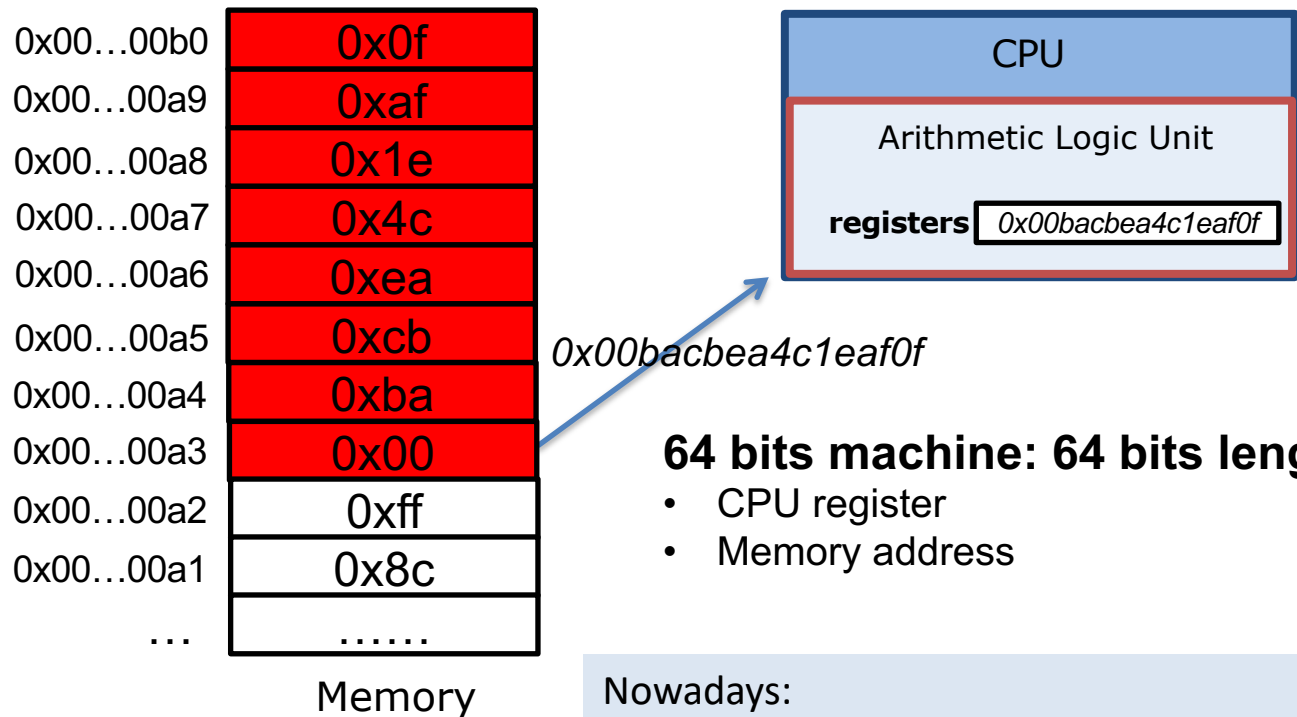 0x00…00b0 0x0f
0x00…00a9 0xaf
0x00…00a8 0x1e
0x00…00a7 0x4c
0x00…00a6 0xea
0x00…00a5 0xcb
0x00…00a4 0xba
0x00…00a3 0x00
0x00…00a2 0xff
0x00…00a1 0x8c
… ……
Memory
CPU
Arithmetic Logic Unit
registers 0x00bacbea4c1eaf0f
0x00bacbea4c1eaf0f
64 bits machine: 64 bits leng
• CPU register
• Memory address
Nowadays: